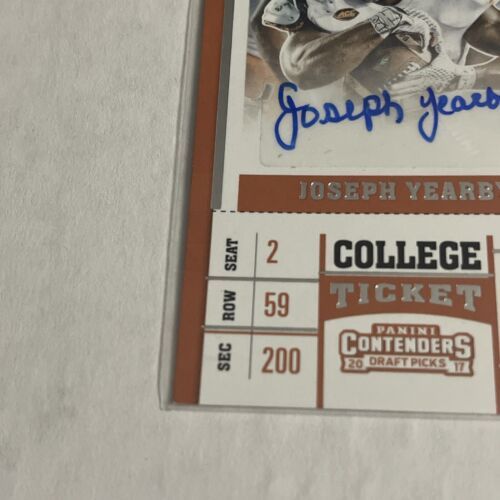 Joseph Yearb
JOSEPH YEARBY
SEAT 2
COLLEGE
ROW 59
TICKET
SEC 200
PANINI
CONTENDERS
20 DRAFT PICKS 17